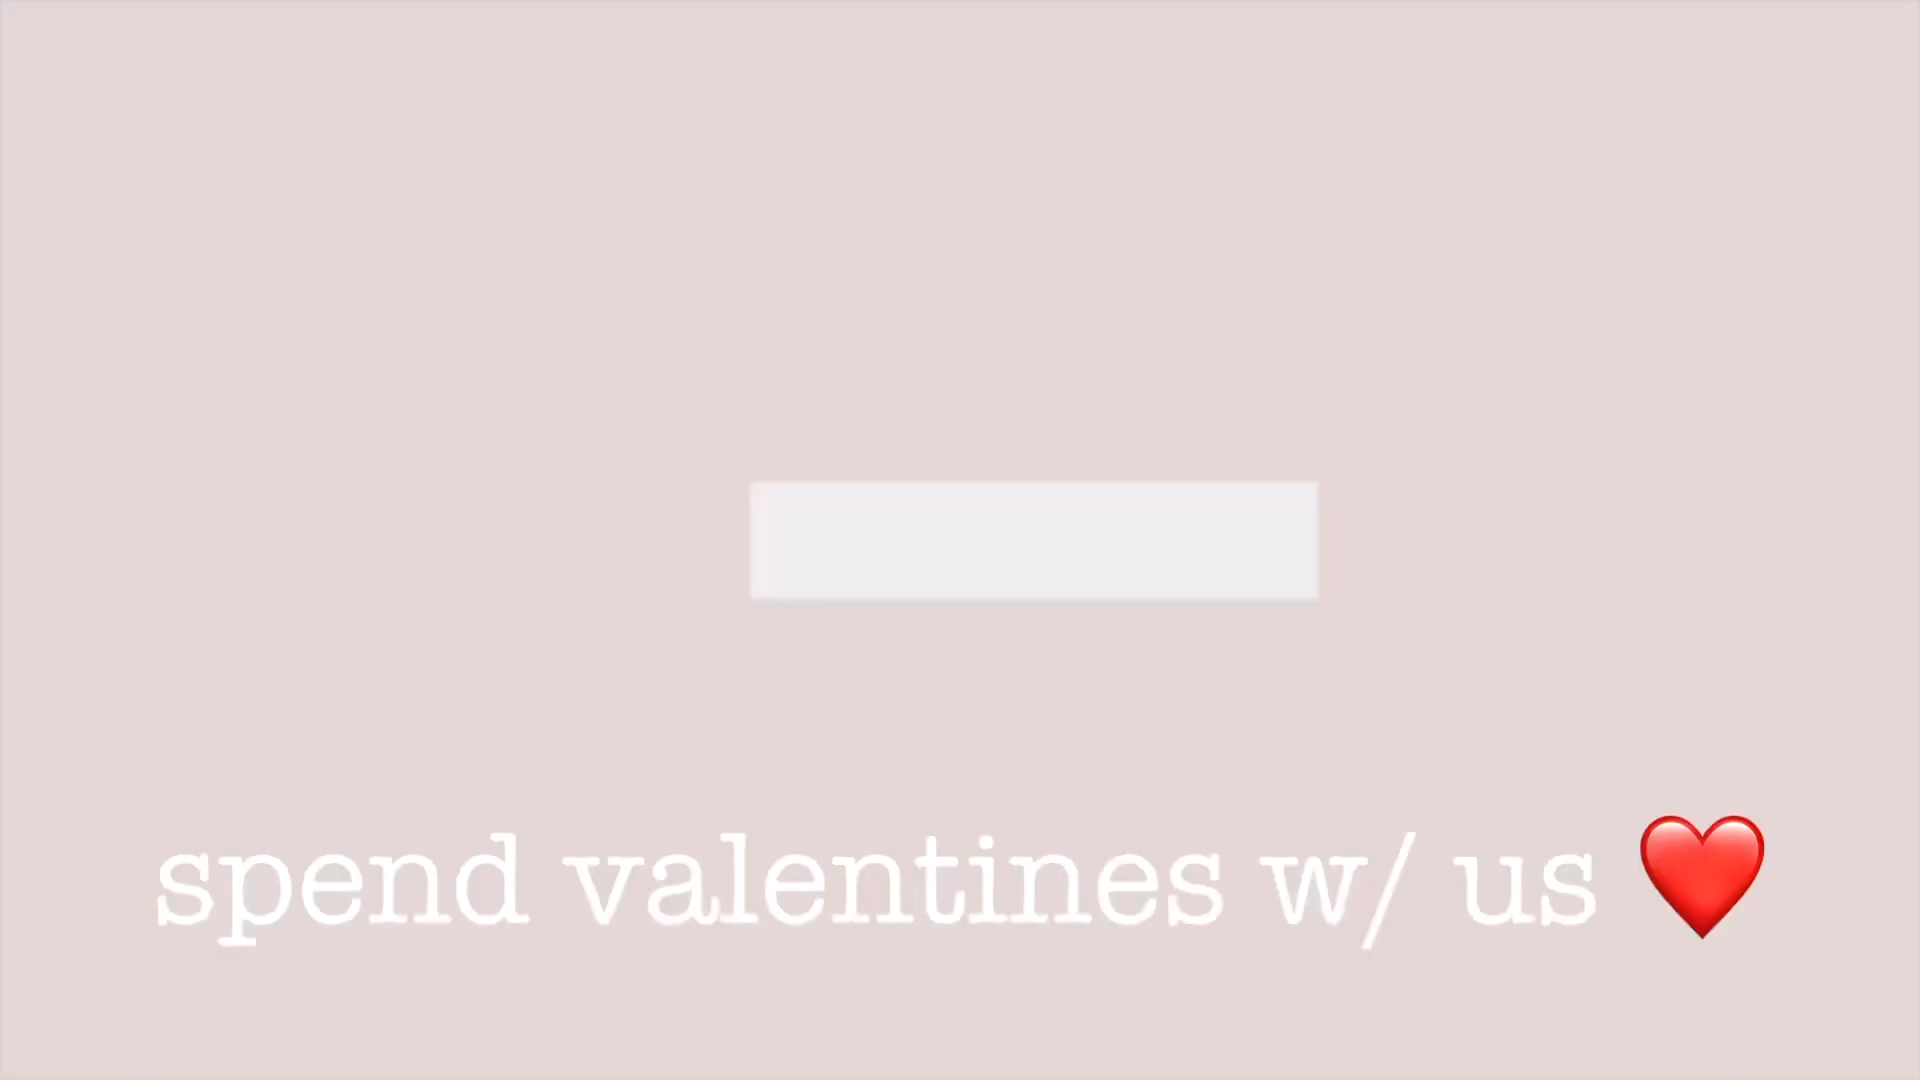 spend valentines w/ us ❤️